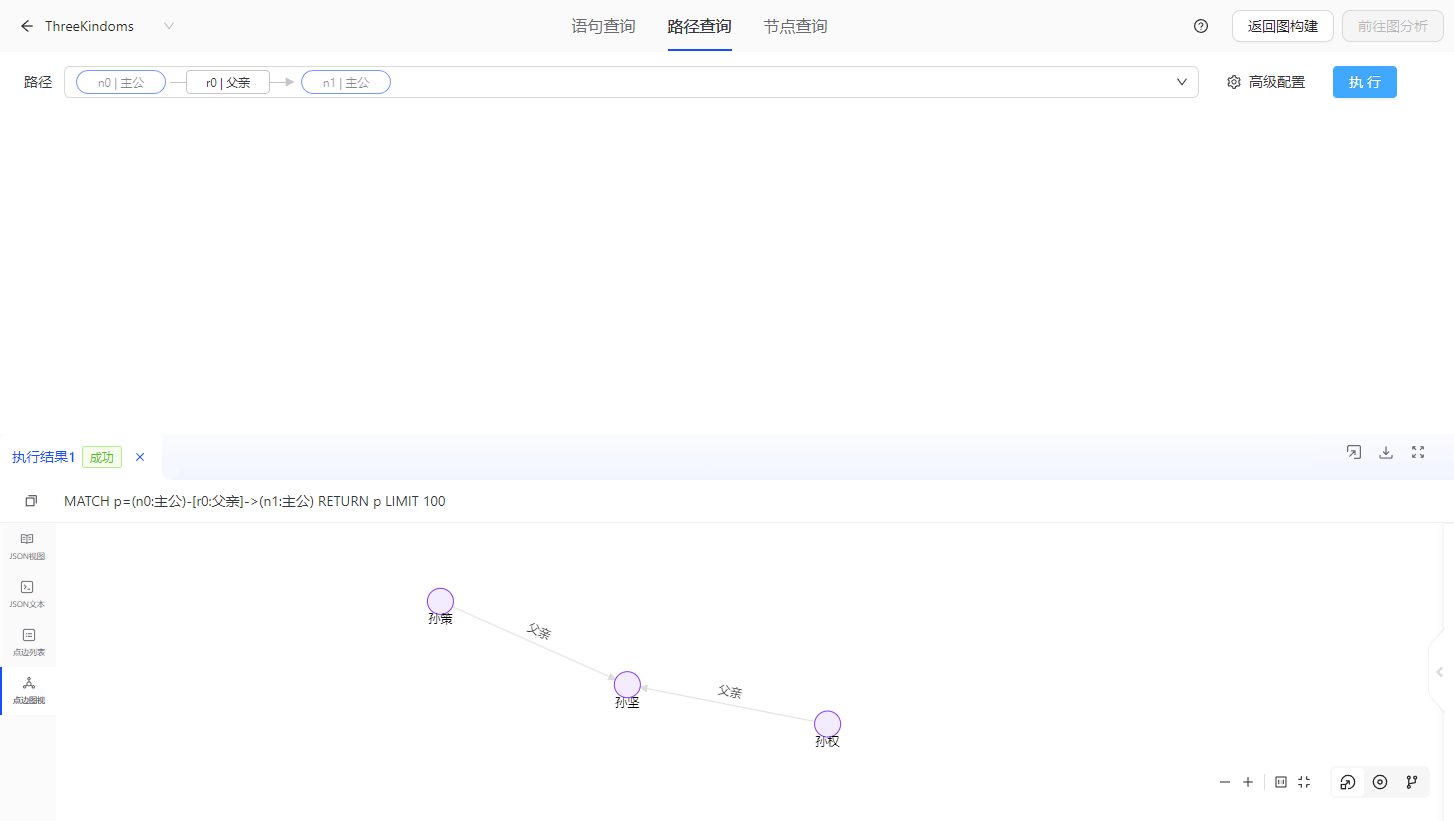 ThreeKindoms
语句查询
路径查询
节点查询
返回图构建
前往图分析
路径
n0 | 主公
r0 | 父亲
n1 | 主公
高级配置
执 行
执行结果1
成功
MATCH p=(n0:主公)-[r0:父亲]->(n1:主公) RETURN p LIMIT 100
JSON视图
JSON文本
点边列表
点边图视
孙策
父亲
孙坚
父亲
孙权